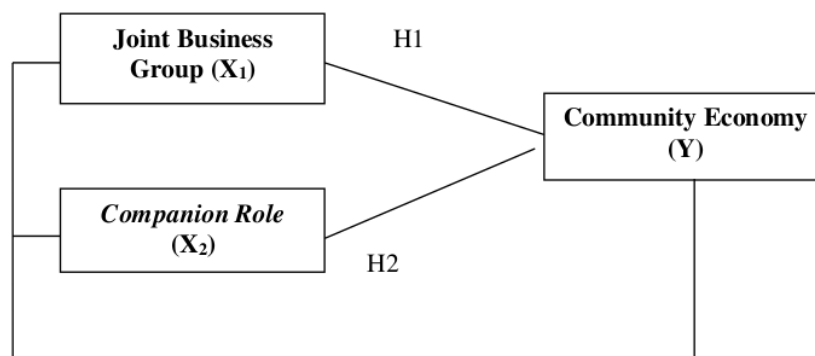 Joint Business
Group (X₁)
H1
Community Economy
(Y)
Companion Role
(X₂)
H2